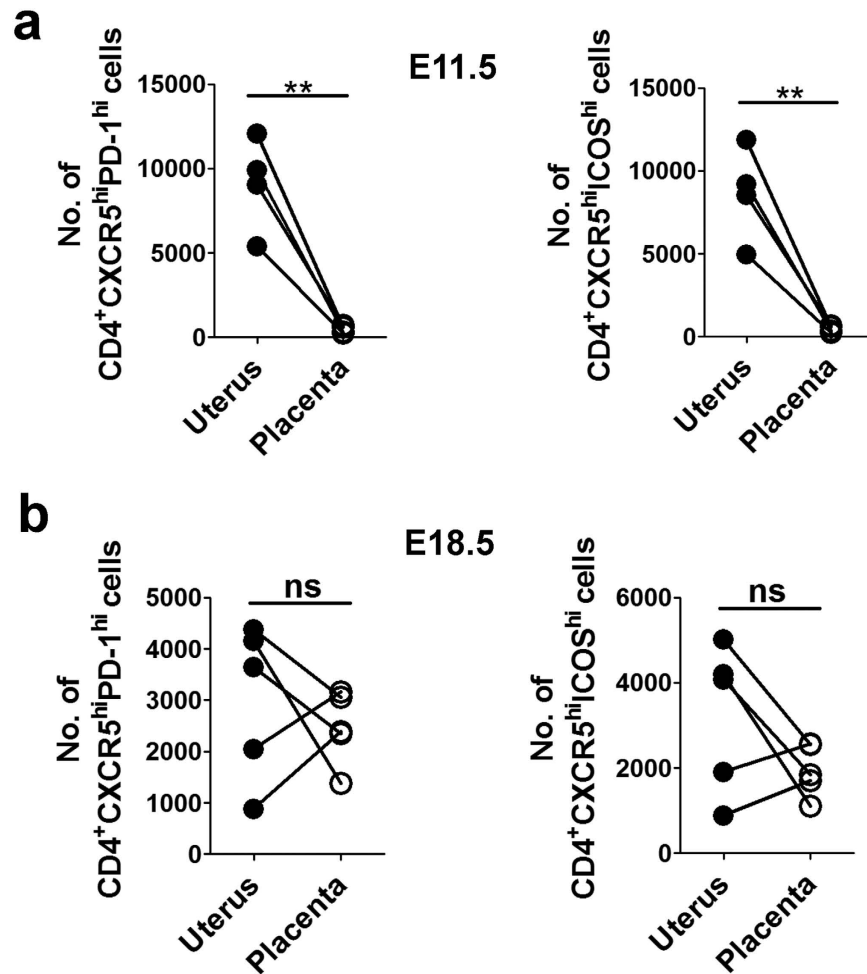 a
E11.5
No. of
CD4⁺CXCR5ʰⁱPD-1ʰⁱ cells
15000
10000
5000
0
**
Uterus
Placenta
No. of
CD4⁺CXCR5ʰⁱICOSʰⁱ cells
15000
10000
5000
0
**
Uterus
Placenta
b
E18.5
No. of
CD4⁺CXCR5ʰⁱPD-1ʰⁱ cells
5000
4000
3000
2000
1000
0
ns
Uterus
Placenta
No. of
CD4⁺CXCR5ʰⁱICOSʰⁱ cells
6000
4000
2000
0
ns
Uterus
Placenta